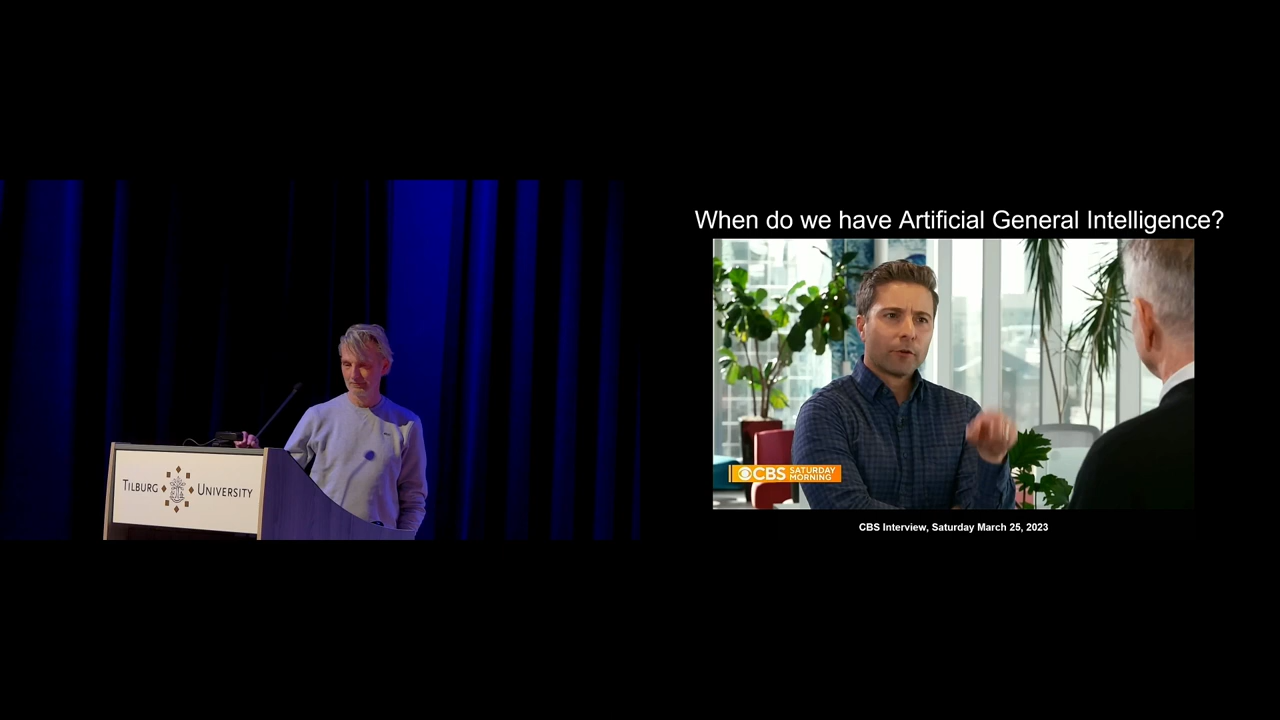 TILBURG UNIVERSITY
When do we have Artificial General Intelligence?
CBS SATURDAY MORNING
CBS Interview, Saturday March 25, 2023